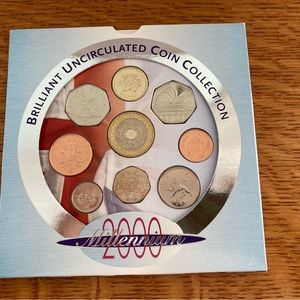 BRILLIANT UNCIRCULATED COIN COLLECTION
2000
Millennium